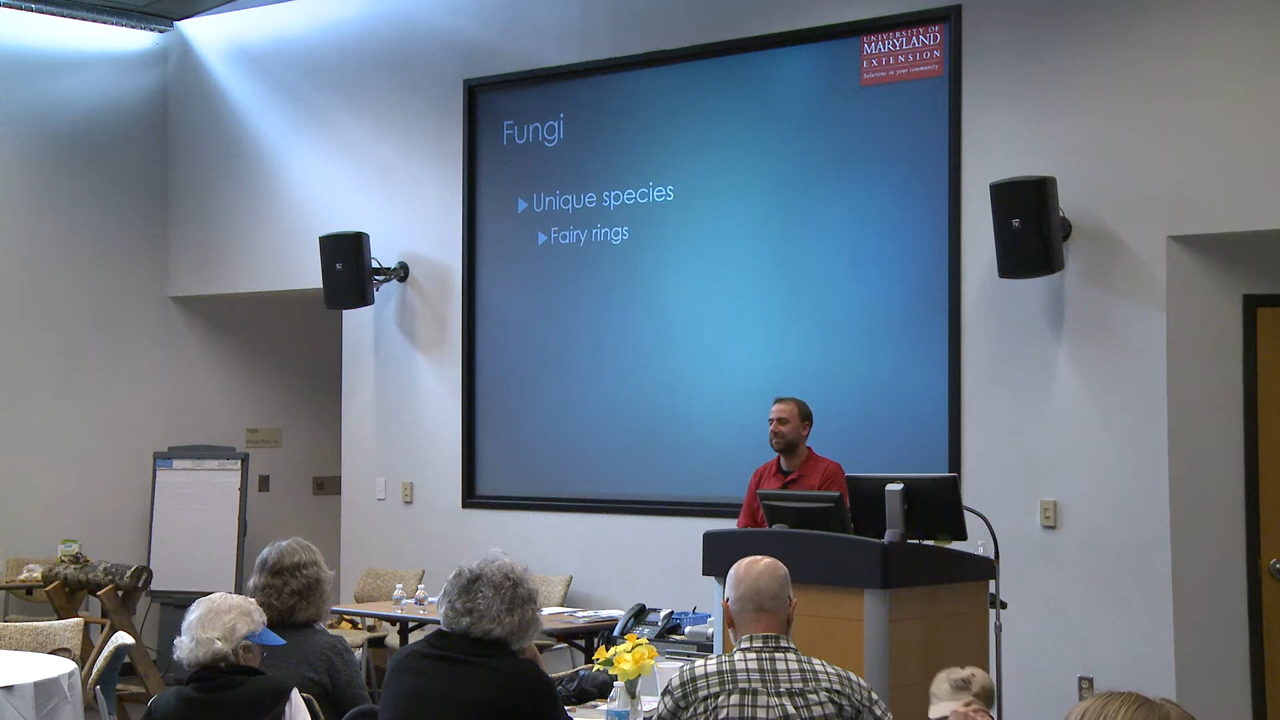 UNIVERSITY OF
MARYLAND
EXTENSION
Solutions in your community
Fungi
Unique species
Fairy rings